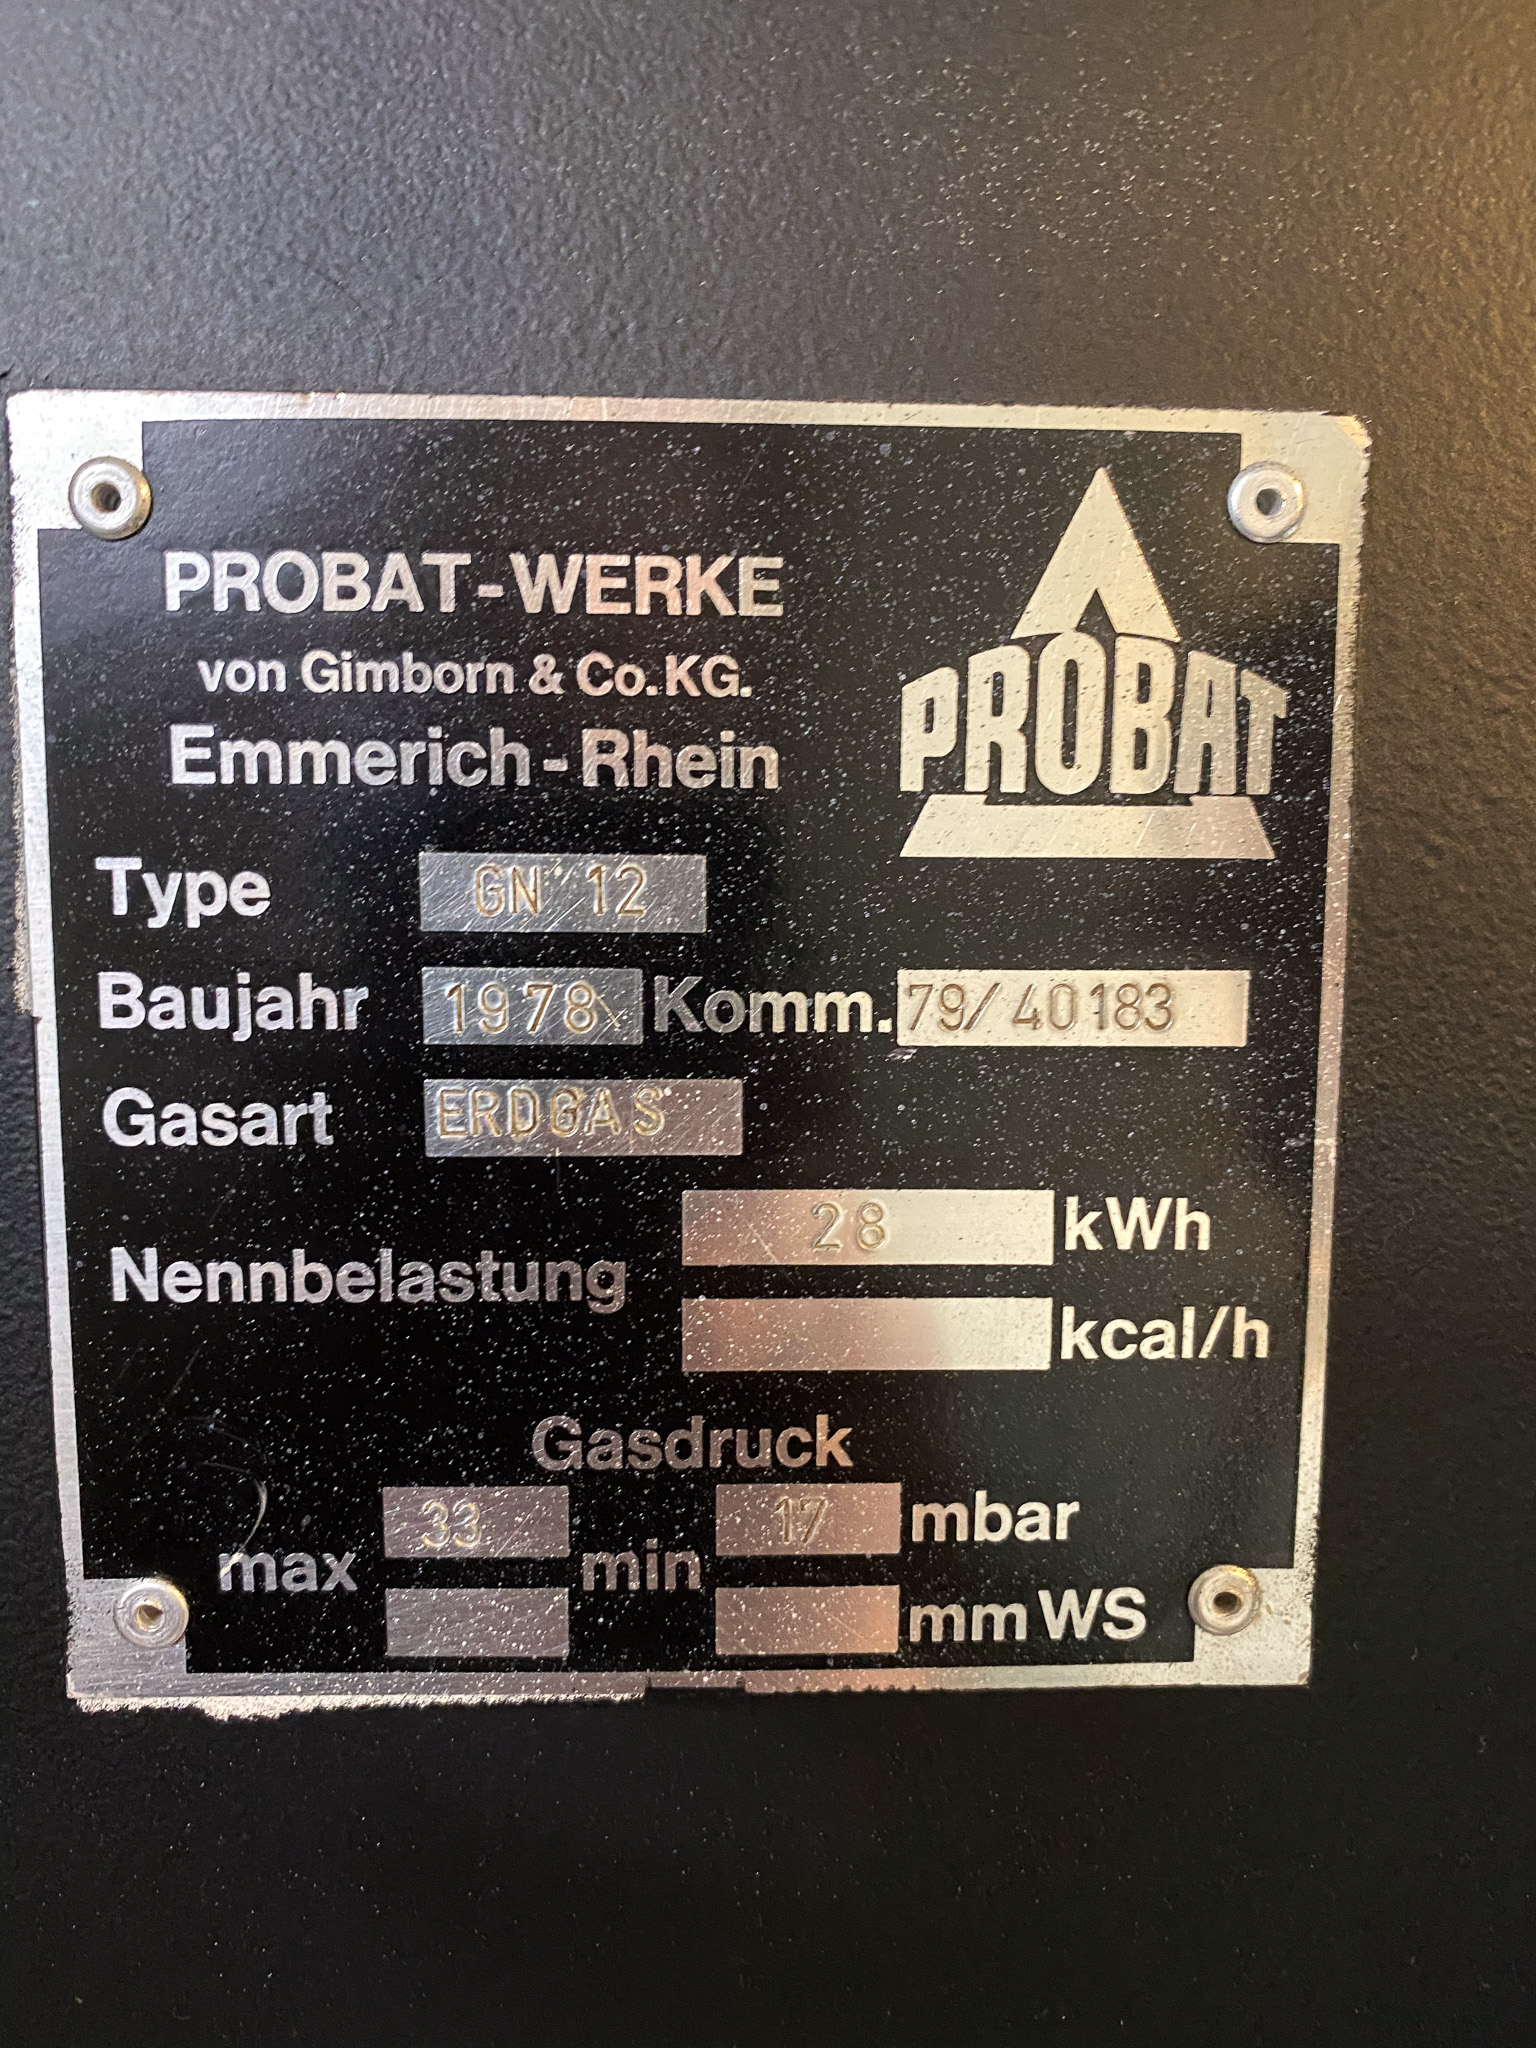 PROBAT-WERKE
von Gimborn & Co.KG.
Emmerich-Rhein
PROBAT
Type GN 12
Baujahr 1978 Komm. 79/40183
Gasart ERDGAS
Nennbelastung 28 kWh
kcal/h
Gasdruck
max 33 min 17 mbar
mm WS